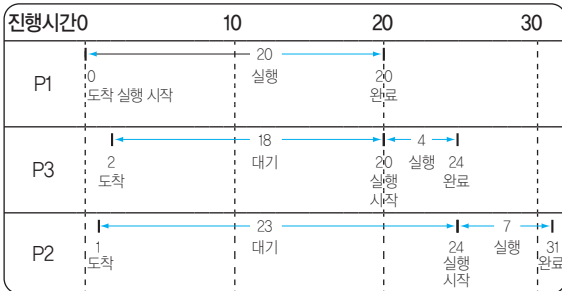 진행시간0 10 20 30
20
P1 0 실행 20
도착 실행 시작 완료
18 4
P3 2 대기 20 실행 24
도착 실행 완료
시작
23 7
P2 1 대기 24 실행 31
도착 실행 완료
시작